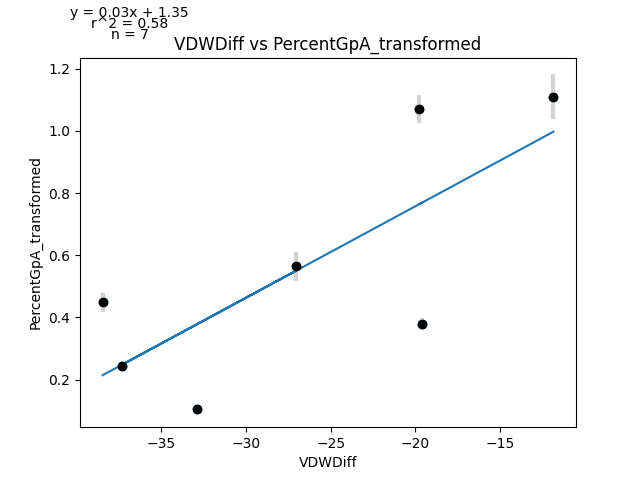 y = 0.03x + 1.35
r^2 = 0.58
n = 7
VDWDiff vs PercentGpA_transformed
1.2
1.0
0.8
0.6
0.4
0.2
PercentGpA_transformed
−35
−30
−25
−20
−15
VDWDiff